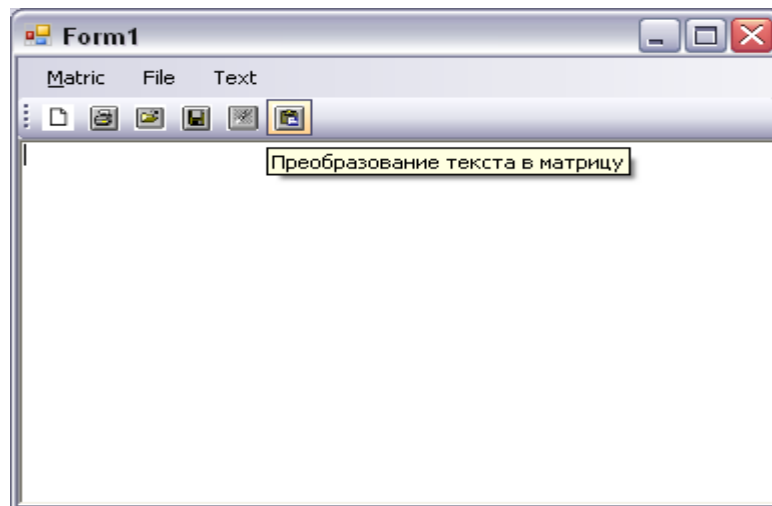 Form1
Matric File Text
Преобразование текста в матрицу